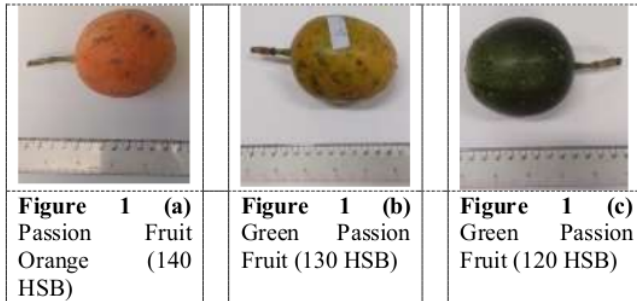 Figure 1 (a)
Passion Fruit
Orange (140
HSB)
Figure 1 (b)
Green Passion
Fruit (130 HSB)
Figure 1 (c)
Green Passion
Fruit (120 HSB)